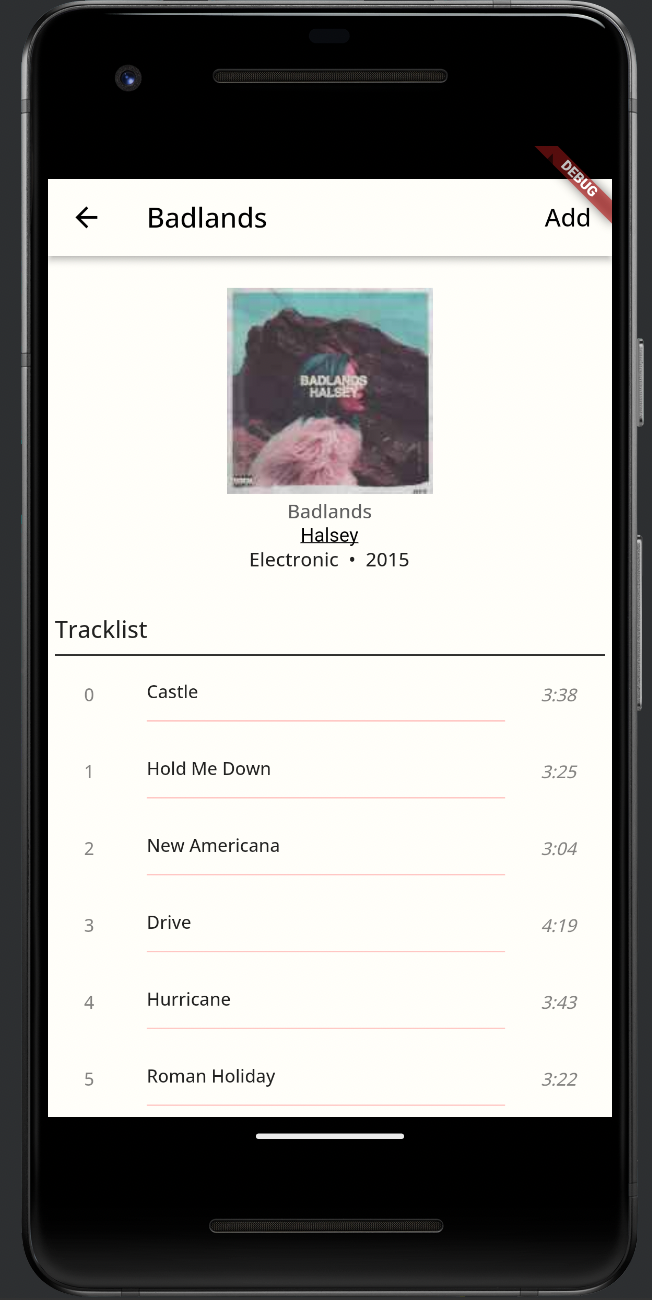 DEBUG
Badlands Add
BADLANDS
HALSEY
Badlands
Halsey
Electronic • 2015
Tracklist
0 Castle 3:38
1 Hold Me Down 3:25
2 New Americana 3:04
3 Drive 4:19
4 Hurricane 3:43
5 Roman Holiday 3:22